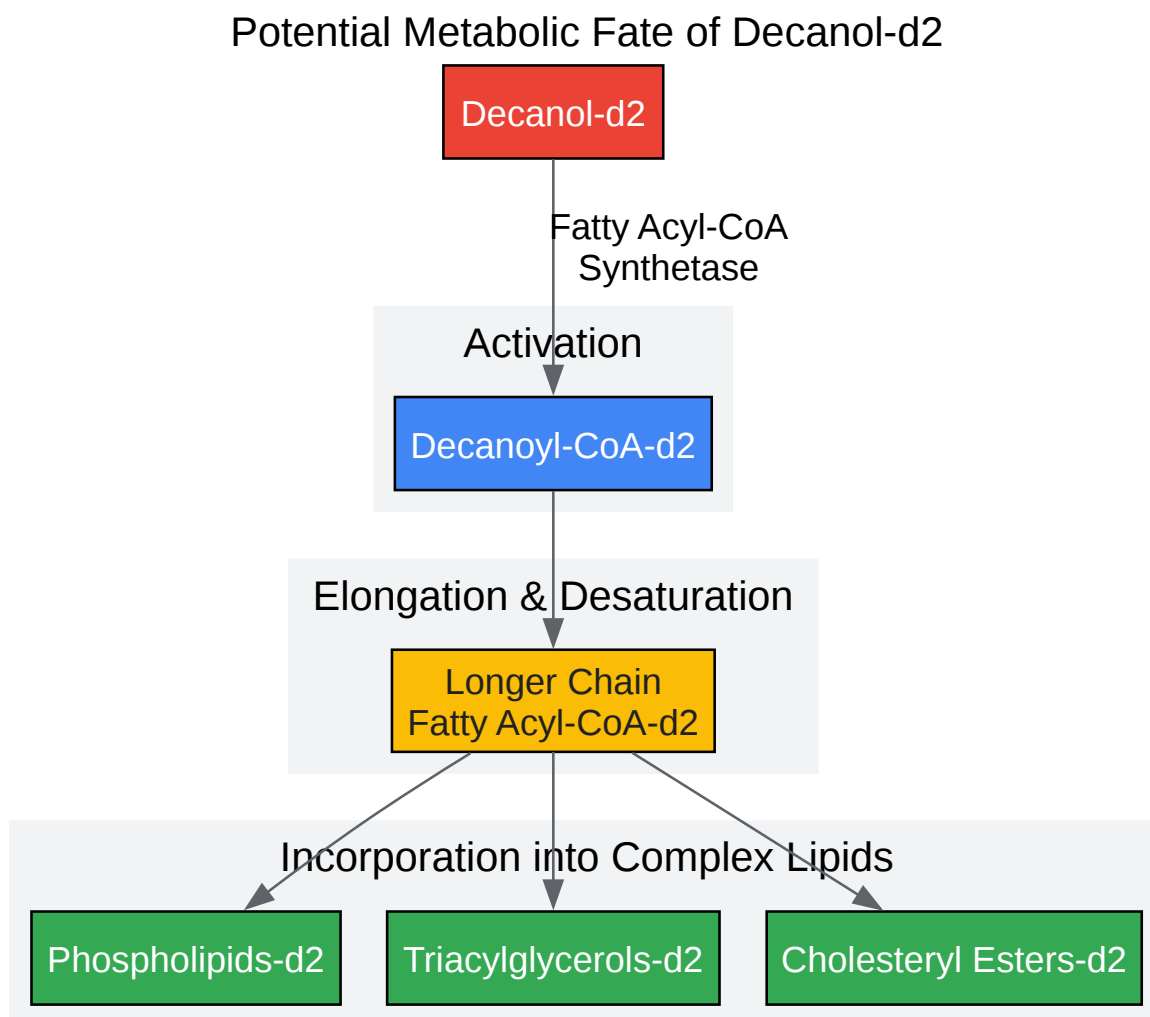 Potential Metabolic Fate of Decanol-d2
Decanol-d2
Fatty Acyl-CoA
Synthetase
Activation
Decanoyl-CoA-d2
Elongation & Desaturation
Longer Chain
Fatty Acyl-CoA-d2
Incorporation into Complex Lipids
Phospholipids-d2
Triacylglycerols-d2
Cholesteryl Esters-d2